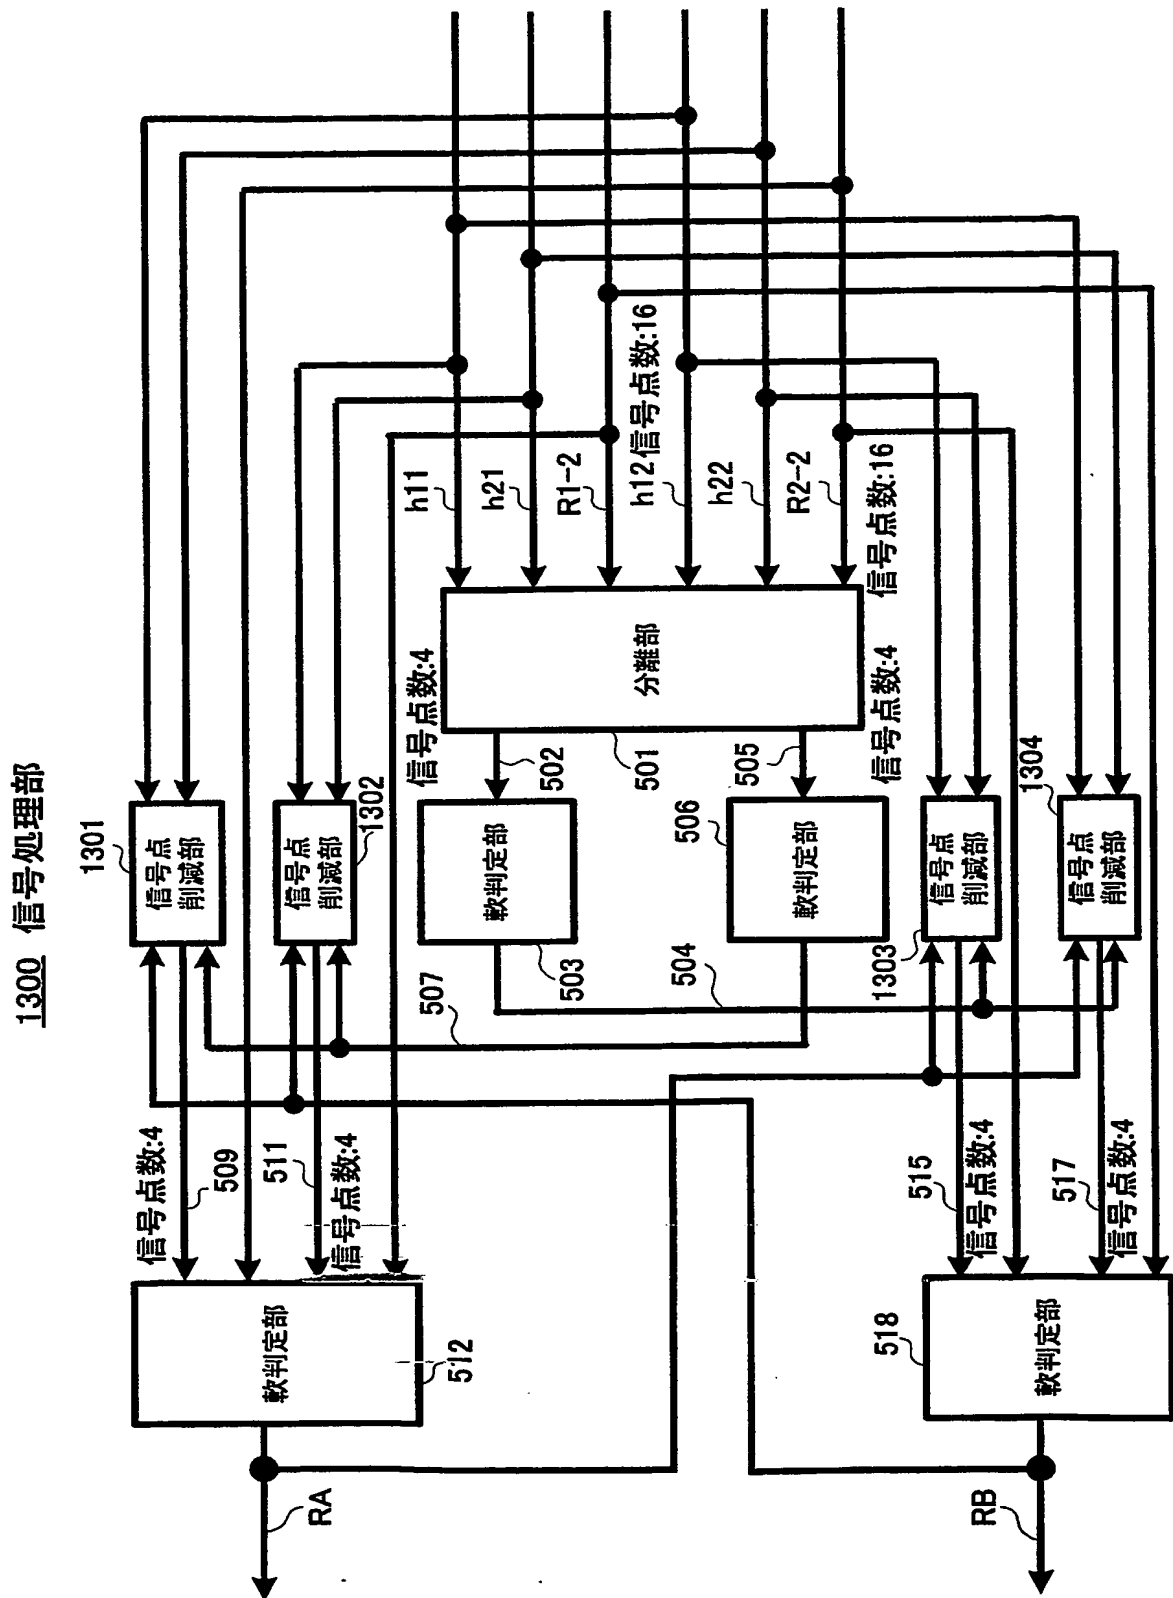 1300 信号処理部
1301
信号点
削減部
1302
信号点
削減部
信号点数:4
502
軟判定部
503
504
507
分離部
501
505
506
軟判定部
信号点数:4
信号点数:16
h11
h21
R1-2
h12
信号点数:16
h22
R2-2
1303
信号点
削減部
1304
信号点
削減部
信号点数:4
509
511
信号点数:4
515
信号点数:4
517
信号点数:4
軟判定部
512
軟判定部
518
RA
RB